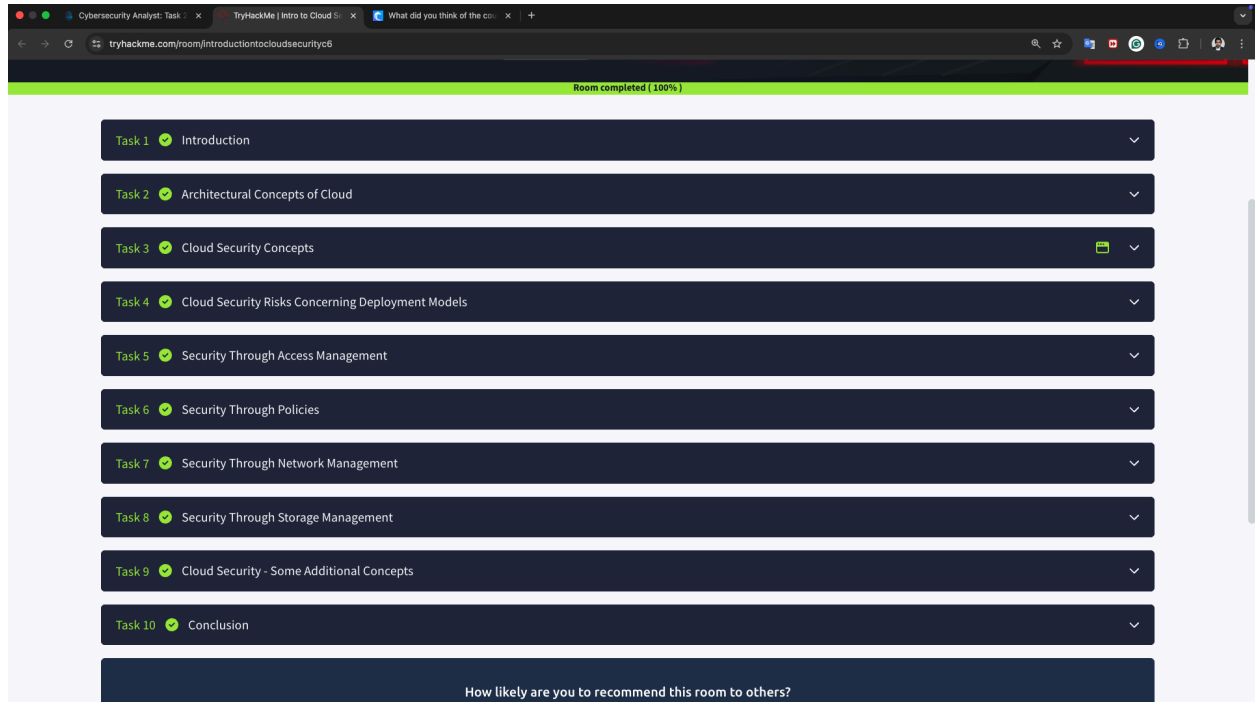 Cybersecurity Analyst: Task 2
TryHackMe | Intro to Cloud Se
What did you think of the cou
tryhackme.com/room/introductiontocloudsecurityc6
Room completed ( 100% )
Task 1 Introduction
Task 2 Architectural Concepts of Cloud
Task 3 Cloud Security Concepts
Task 4 Cloud Security Risks Concerning Deployment Models
Task 5 Security Through Access Management
Task 6 Security Through Policies
Task 7 Security Through Network Management
Task 8 Security Through Storage Management
Task 9 Cloud Security - Some Additional Concepts
Task 10 Conclusion
How likely are you to recommend this room to others?